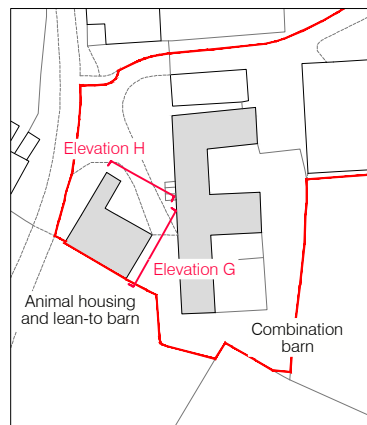 Elevation H
Elevation G
Animal housing
and lean-to barn
Combination
barn